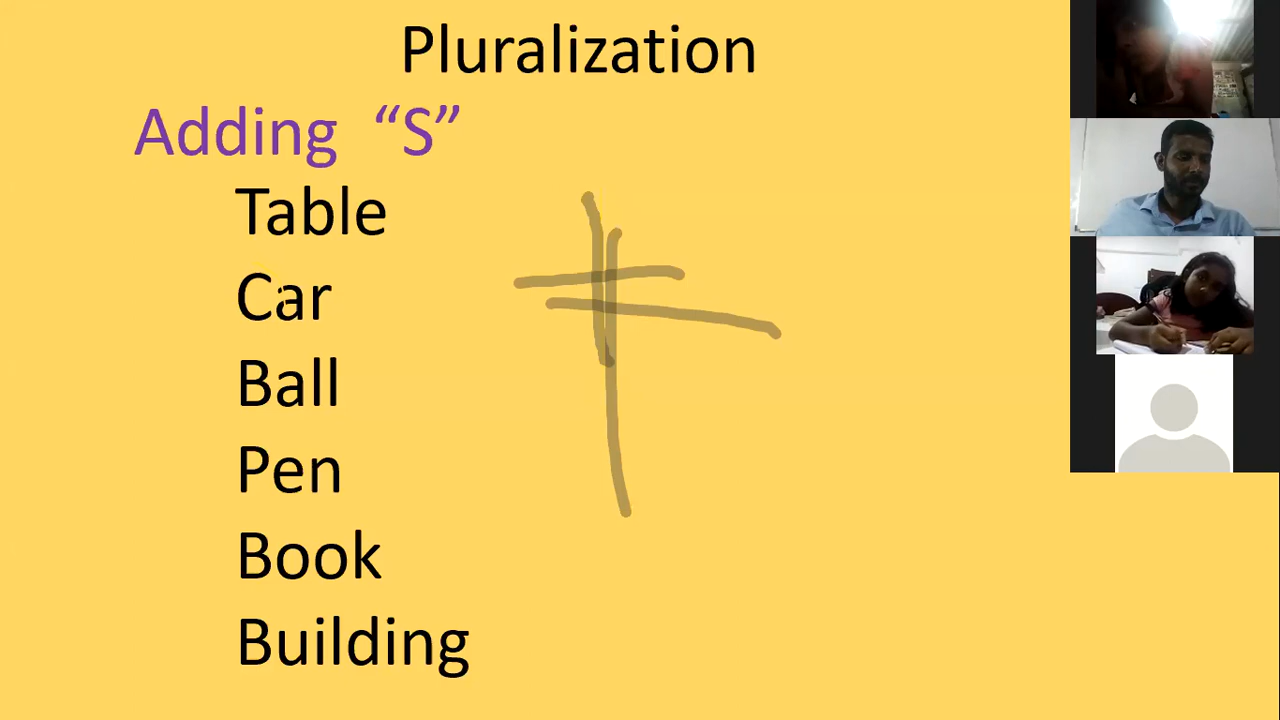 Pluralization
Adding “S”
Table
Car
Ball
Pen
Book
Building